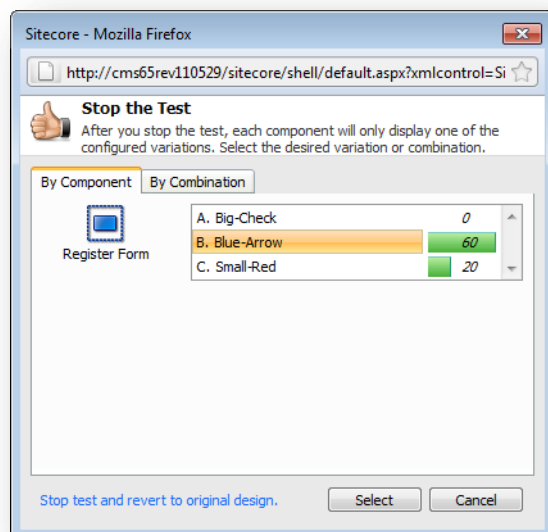 Sitecore - Mozilla Firefox
http://cms65rev110529/sitecore/shell/default.aspx?xmlcontrol=Si
Stop the Test
After you stop the test, each component will only display one of the
configured variations. Select the desired variation or combination.
By Component By Combination
Register Form
A. Big-Check 0
B. Blue-Arrow 60
C. Small-Red 20
Stop test and revert to original design. Select Cancel